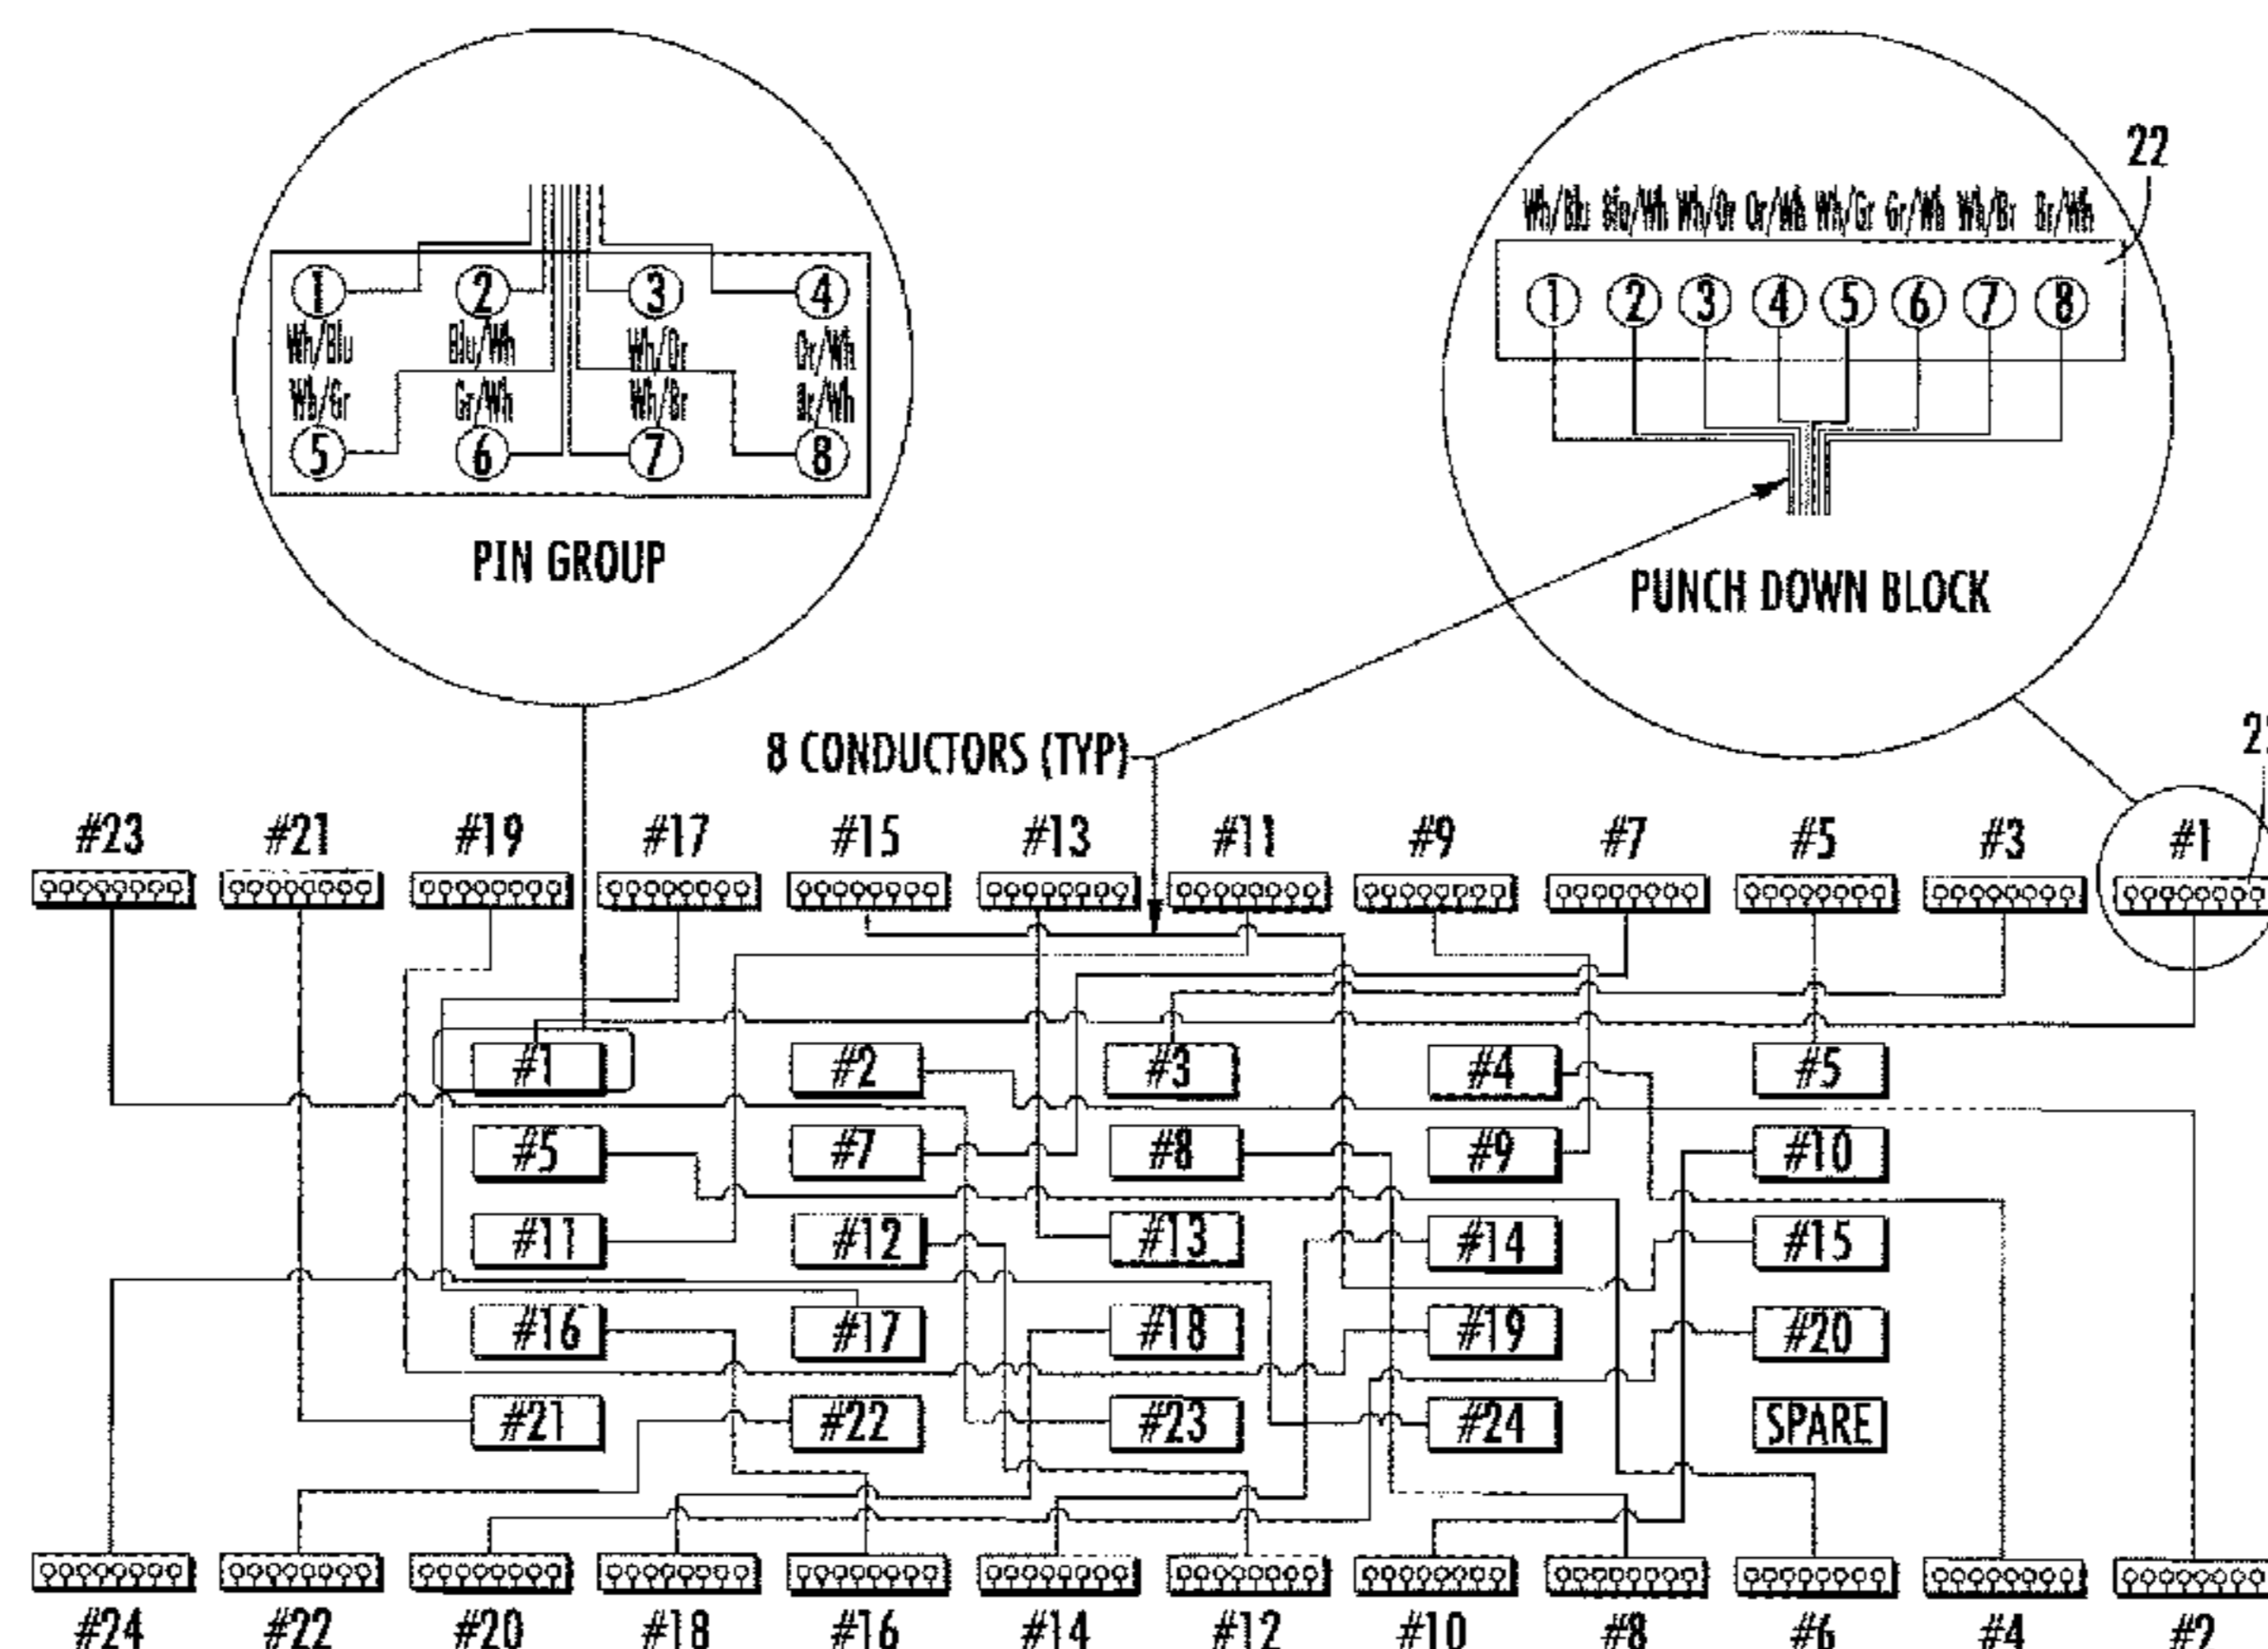 22
Wh/Blu Blu/Wh Wh/Or Or/Wh Wh/Gr Gr/Wh Wh/Br Br/Wh
1 2 3 4 5 6 7 8
1 2 3 4
Wh/Blu Blu/Wh Wh/Or Or/Wh
Wh/Gr Gr/Wh Wh/Br Br/Wh
5 6 7 8
PIN GROUP
PUNCH DOWN BLOCK
8 CONDUCTORS (TYP)
#23 #21 #19 #17 #15 #13 #11 #9 #7 #5 #3 #1
#1 #2 #3 #4 #5
#5 #7 #8 #9 #10
#11 #12 #13 #14 #15
#16 #17 #18 #19 #20
#21 #22 #23 #24 SPARE
#24 #22 #20 #18 #16 #14 #12 #10 #8 #6 #4 #2